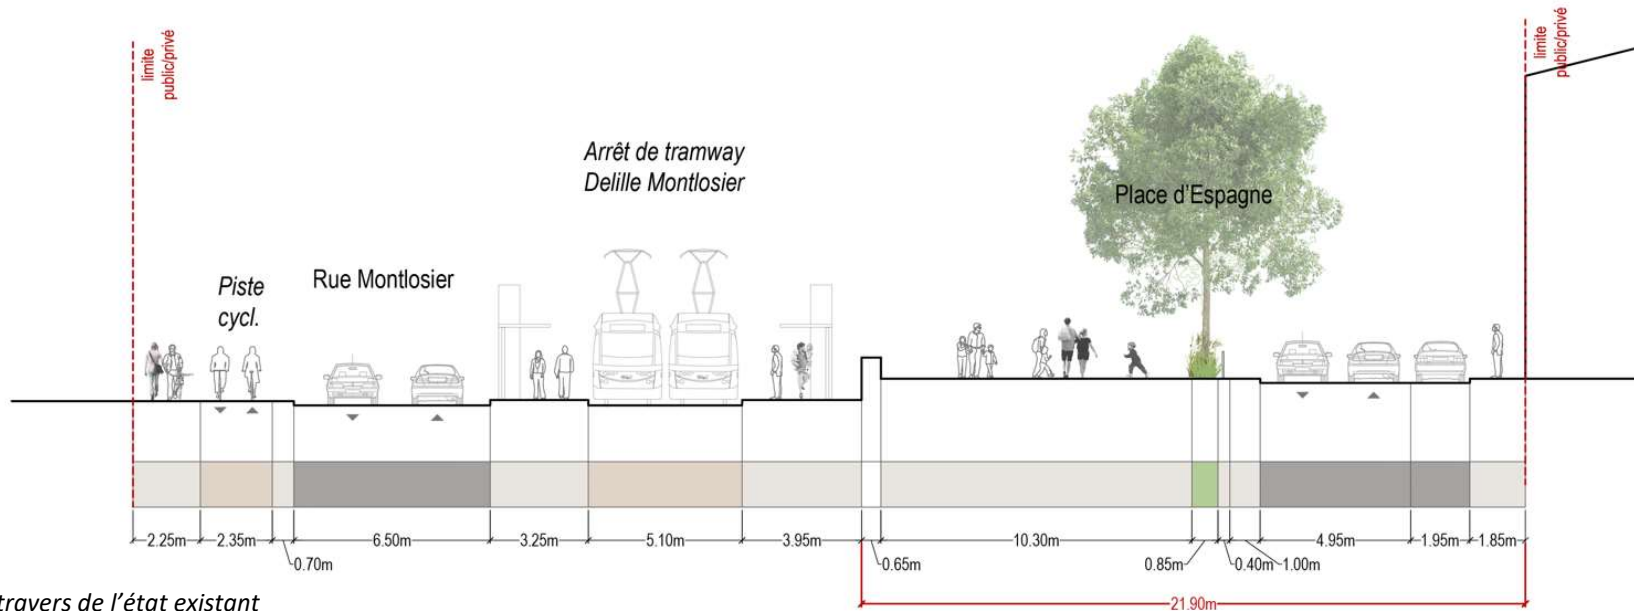 limite
public/privé
limite
public/privé
Arrêt de tramway
Delille Montlosier
Place d'Espagne
Piste
cycl.
Rue Montlosier
2.25m
2.35m
6.50m
3.25m
5.10m
3.95m
10.30m
4.95m
1.95m
1.85m
0.70m
0.65m
0.85m
0.40m
1.00m
21.90m
travers de l'état existant